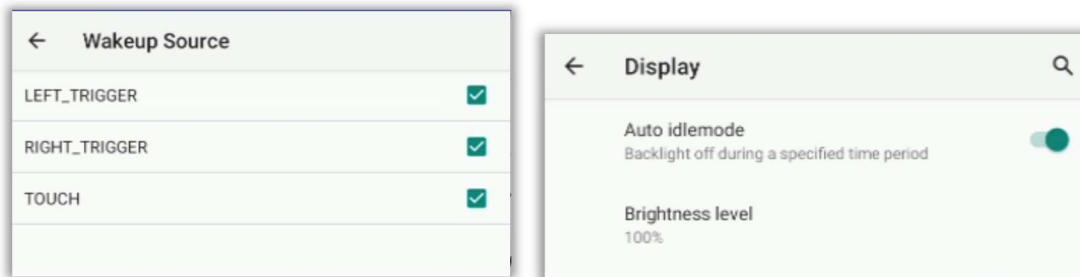 Wakeup Source
LEFT_TRIGGER
RIGHT_TRIGGER
TOUCH
Display
Auto idlemode
Backlight off during a specified time period
Brightness level
100%